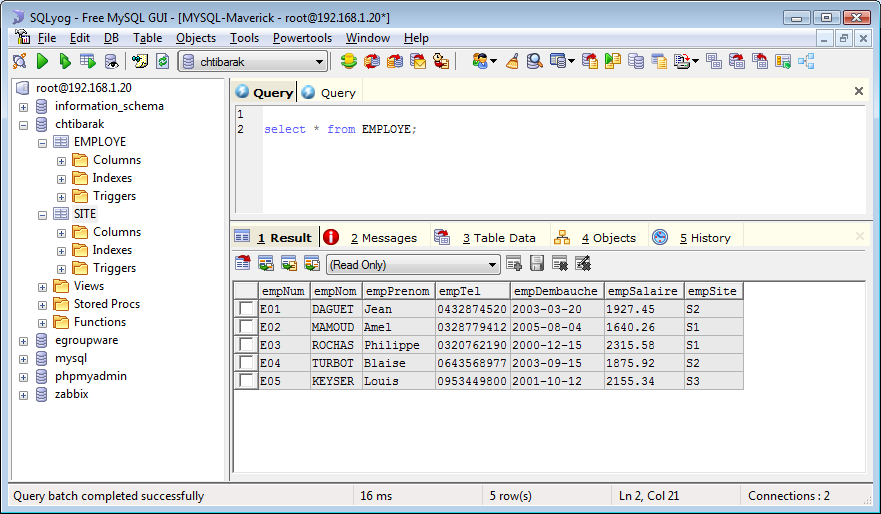 SQLyog - Free MySQL GUI - [MYSQL-Maverick - root@192.168.1.20*]
File Edit DB Table Objects Tools Powertools Window Help
chtibarak
root@192.168.1.20
information_schema
chtibarak
EMPLOYE
Columns
Indexes
Triggers
SITE
Columns
Indexes
Triggers
Views
Stored Procs
Functions
egroupware
mysql
phpmyadmin
zabbix
Query Query
1
2 select * from EMPLOYE;
1 Result 2 Messages 3 Table Data 4 Objects 5 History
(Read Only)
empNum empNom empPrenom empTel empDembauche empSalaire empSite
E01 DAGUET Jean 0432874520 2003-03-20 1927.45 S2
E02 MAMOUD Amel 0328779412 2005-08-04 1640.26 S1
E03 ROCHAS Philippe 0320762190 2000-12-15 2315.58 S1
E04 TURBOT Blaise 0643568977 2003-09-15 1875.92 S2
E05 KEYSER Louis 0953449800 2001-10-12 2155.34 S3
Query batch completed successfully 16 ms 5 row(s) Ln 2, Col 21 Connections : 2